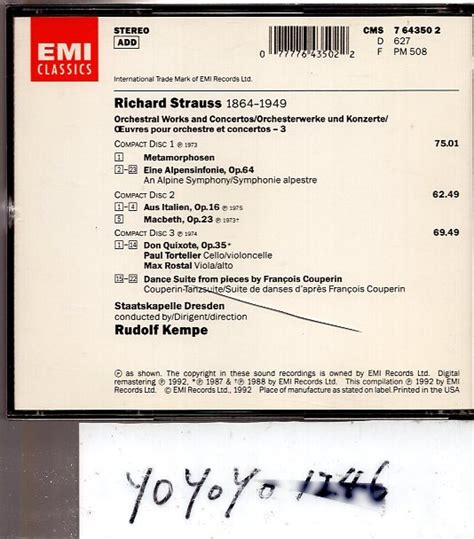 EMI
CLASSICS
STEREO
ADD
0 77776 43502 2
CMS 7 64350 2
D 627
F PM 508
International Trade Mark of EMI Records Ltd.
Richard Strauss 1864–1949
Orchestral Works and Concertos/Orchesterwerke und Konzerte/
Œuvres pour orchestre et concertos – 3
COMPACT DISC 1 ℗ 1973 75.01
1 Metamorphosen
2–23 Eine Alpensinfonie, Op.64
An Alpine Symphony/Symphonie alpestre
COMPACT DISC 2 62.49
1–4 Aus Italien, Op.16 ℗ 1975
5 Macbeth, Op.23 ℗ 1973†
COMPACT DISC 3 ℗ 1974 69.49
1–14 Don Quixote, Op.35*
Paul Tortelier Cello/violoncelle
Max Rostal Viola/alto
15–22 Dance Suite from pieces by François Couperin
Couperin-Tanzsuite/Suite de danses d'après François Couperin
Staatskapelle Dresden
conducted by/Dirigent/direction
Rudolf Kempe
℗ as shown. The copyright in these sound recordings is owned by EMI Records Ltd. Digital
remastering ℗ 1992, *℗ 1987 & †℗ 1988 by EMI Records Ltd. This compilation ℗ 1992 by EMI
Records Ltd. © EMI Records Ltd., 1992 Place of manufacture as stated on label. Printed in the USA
yoyoyo 1246